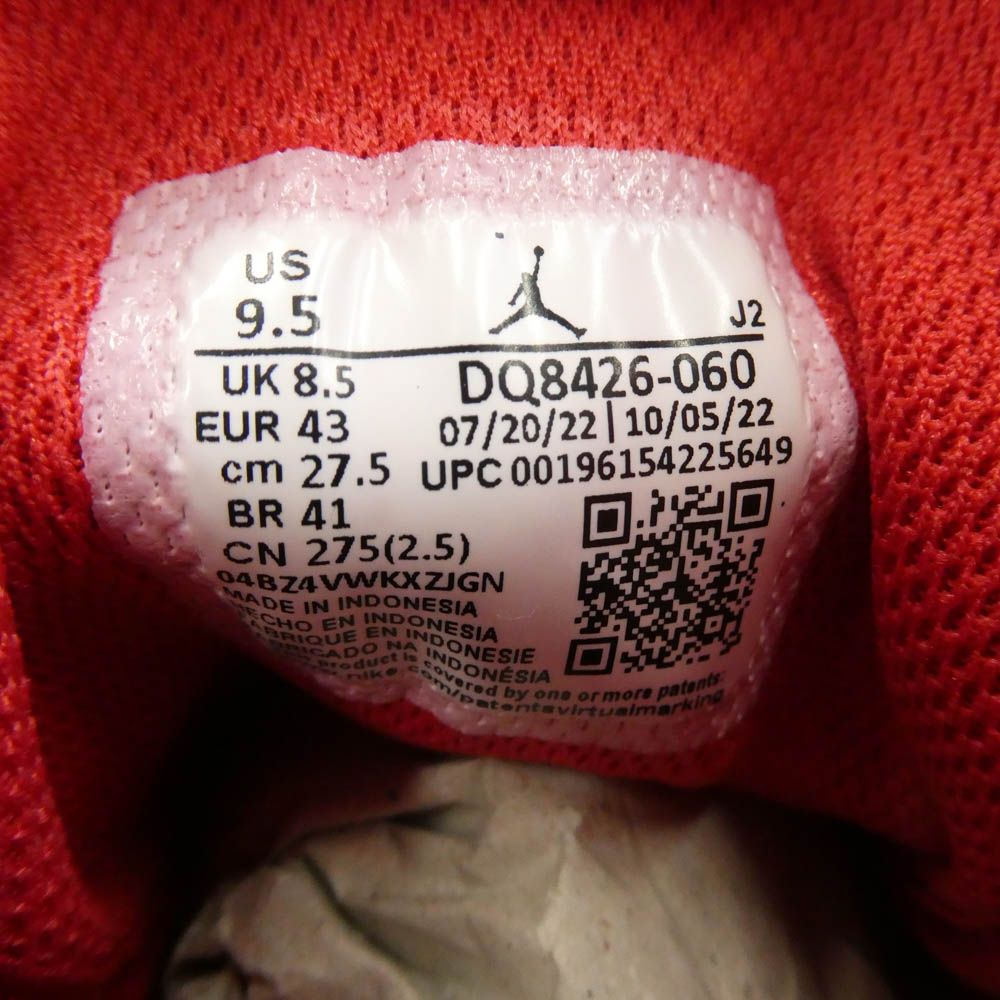 US
9.5
J2
UK 8.5
EUR 43
cm 27.5
BR 41
CN 275(2.5)
DQ8426-060
07/20/22 | 10/05/22
UPC 00196154225649
04BZ4VWKXZJGN
MADE IN INDONESIA
HECHO EN INDONESIA
FABRIQUE EN INDONESIE
FABRICADO NA INDONÉSIA
product is covered by one or more patents:
.nike.com/patentsvirtualmarking